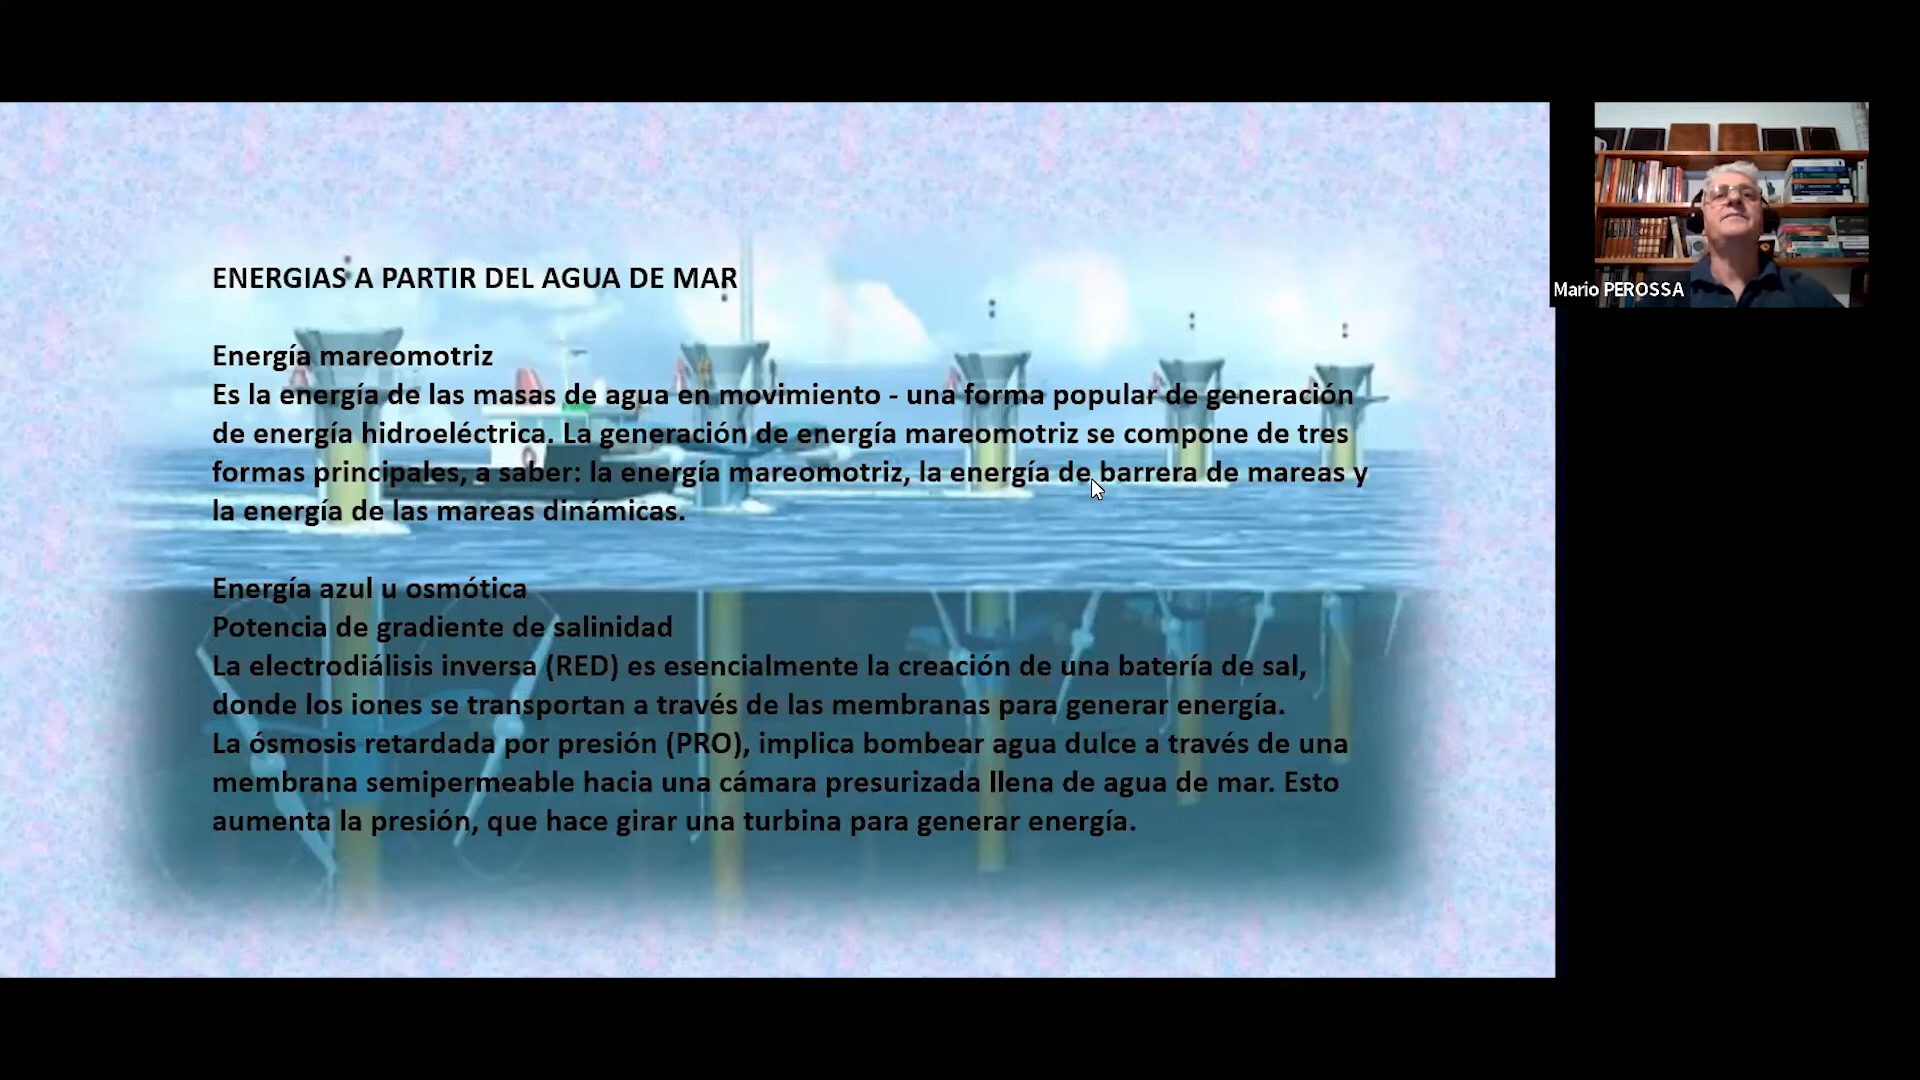 ENERGIAS A PARTIR DEL AGUA DE MAR
Energía mareomotriz
Es la energía de las masas de agua en movimiento - una forma popular de generación
de energía hidroeléctrica. La generación de energía mareomotriz se compone de tres
formas principales, a saber: la energía mareomotriz, la energía de barrera de mareas y
la energía de las mareas dinámicas.
Energía azul u osmótica
Potencia de gradiente de salinidad
La electrodiálisis inversa (RED) es esencialmente la creación de una batería de sal,
donde los iones se transportan a través de las membranas para generar energía.
La ósmosis retardada por presión (PRO), implica bombear agua dulce a través de una
membrana semipermeable hacia una cámara presurizada llena de agua de mar. Esto
aumenta la presión, que hace girar una turbina para generar energía.
Mario PEROSSA